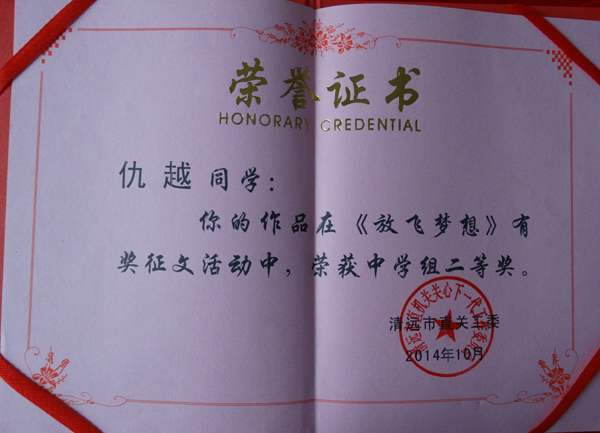 荣誉证书
HONORARY CREDENTIAL
仇越 同学：
你的作品在《放飞梦想》有
奖征文活动中，荣获中学组二等奖。
清远市直关工委
2014年10月